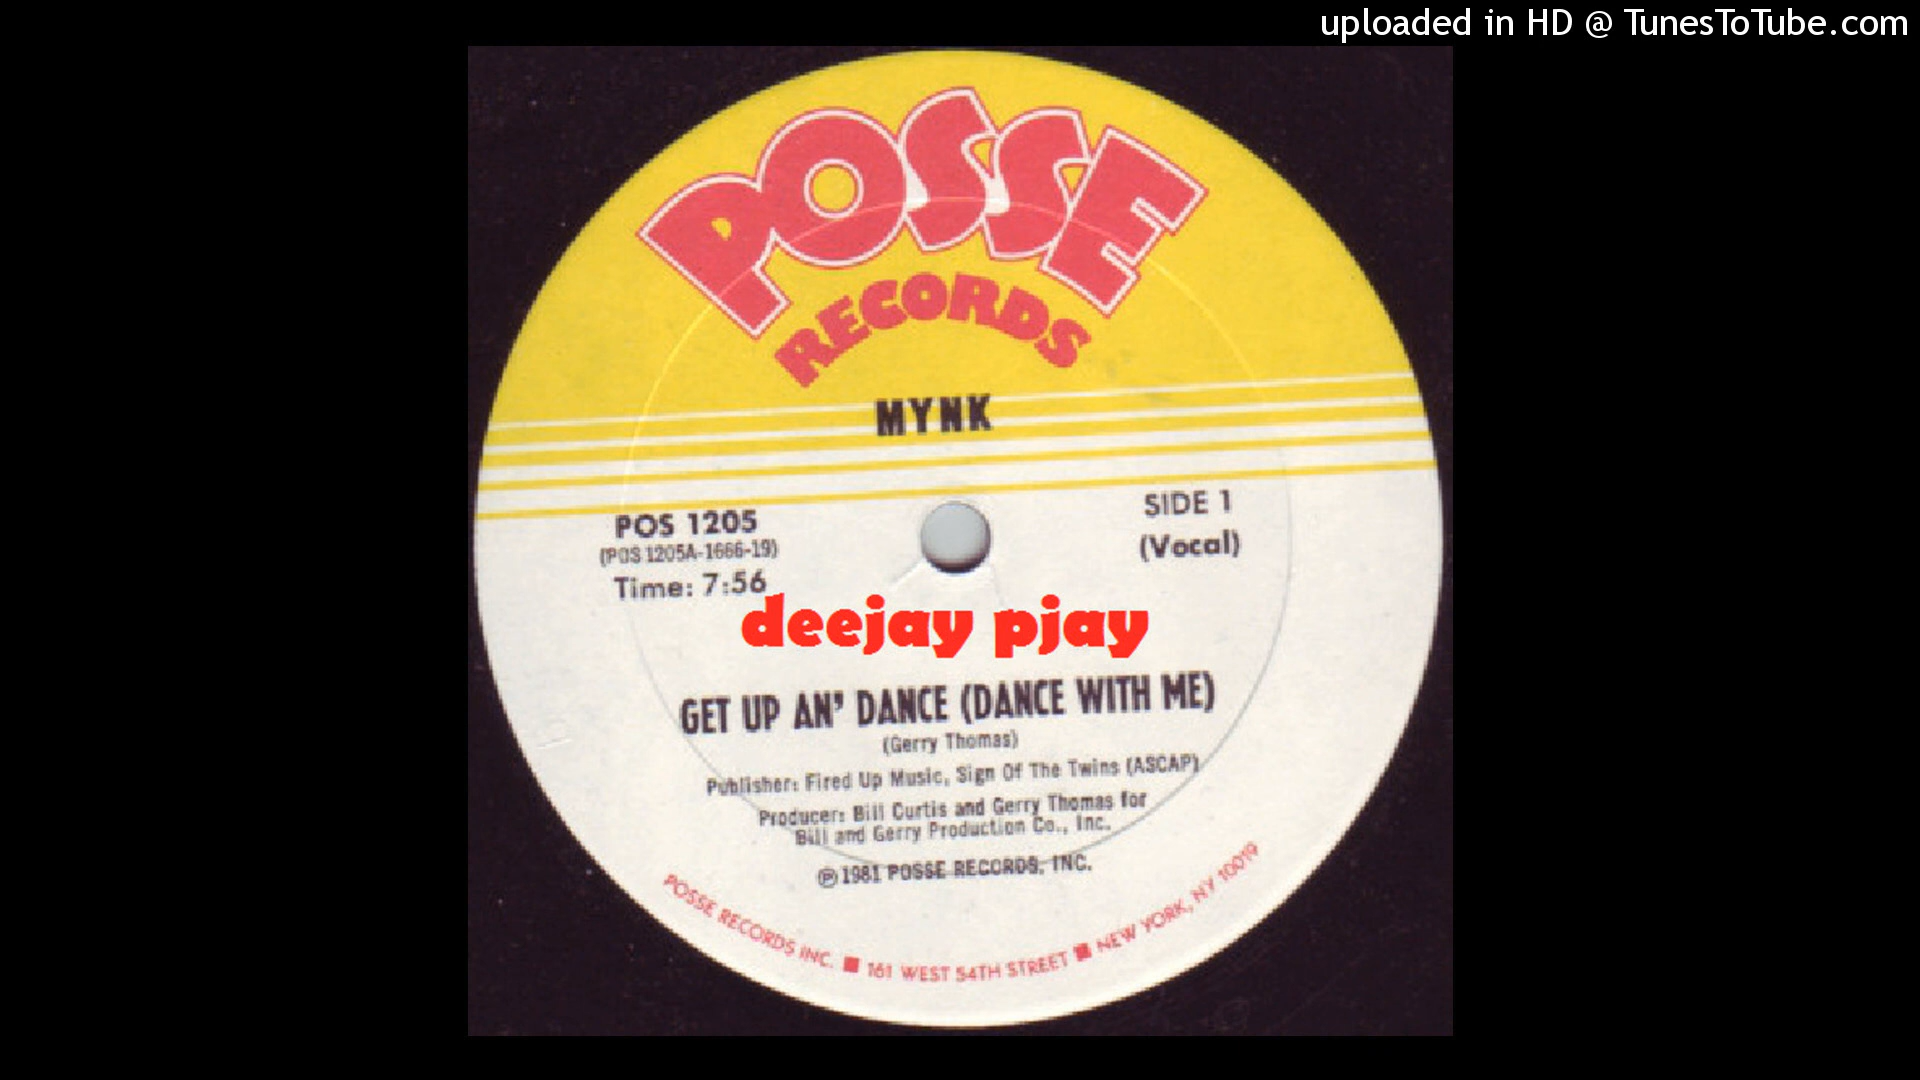 uploaded in HD @ TunesToTube.com
POSSE
RECORDS
MYNK
POS 1205
(POS 1205A-1666-19)
Time: 7:56
SIDE 1
(Vocal)
deejay pjay
GET UP AN' DANCE (DANCE WITH ME)
(Gerry Thomas)
Publisher: Fired Up Music, Sign Of The Twins (ASCAP)
Producer: Bill Curtis and Gerry Thomas for
Bill and Gerry Production Co., Inc.
℗ 1981 POSSE RECORDS, INC.
POSSE RECORDS INC. ■ 161 WEST 54TH STREET ■ NEW YORK, NY 10019